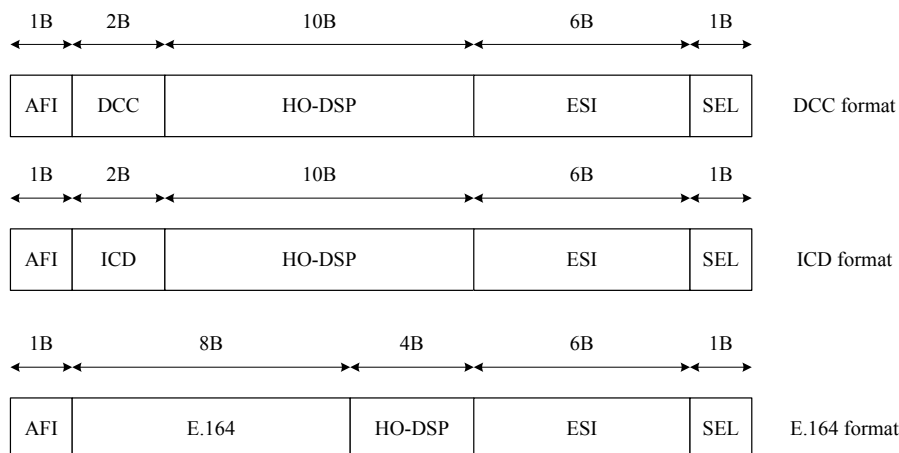 1B 2B 10B 6B 1B
AFI DCC HO-DSP ESI SEL DCC format
1B 2B 10B 6B 1B
AFI ICD HO-DSP ESI SEL ICD format
1B 8B 4B 6B 1B
AFI E.164 HO-DSP ESI SEL E.164 format